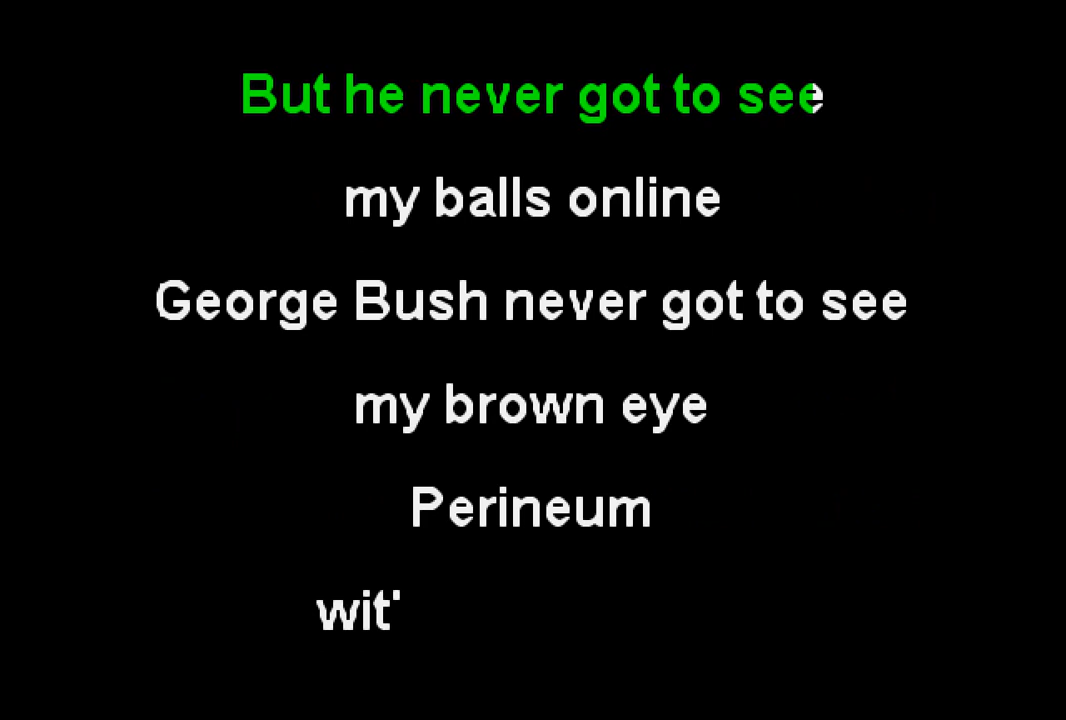 But he never got to see
my balls online
George Bush never got to see
my brown eye
Perineum
wit'